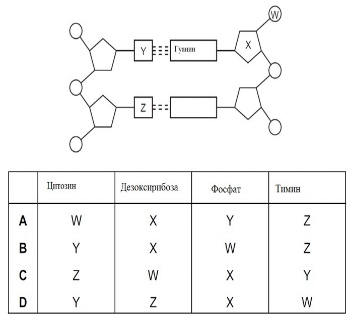 W
Y
Гуанин
X
Z
Цитозин Дезоксирибоза Фосфат Тимин
A W X Y Z
B Y X W Z
C Z W X Y
D Y Z X W